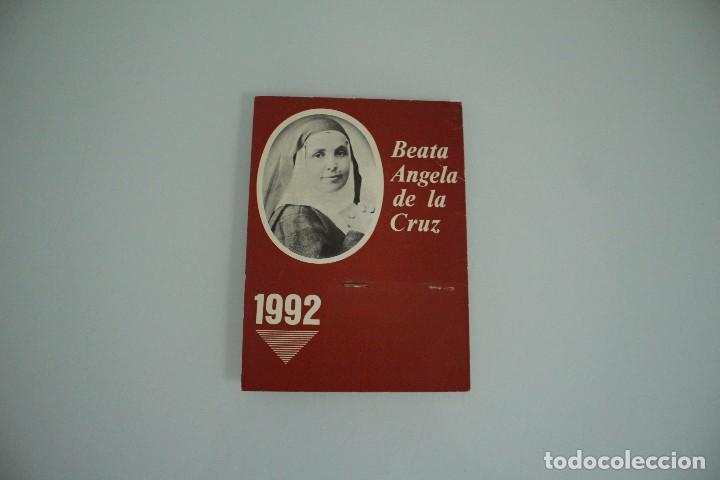 Beata
Angela
de la
Cruz
1992
todocoleccion